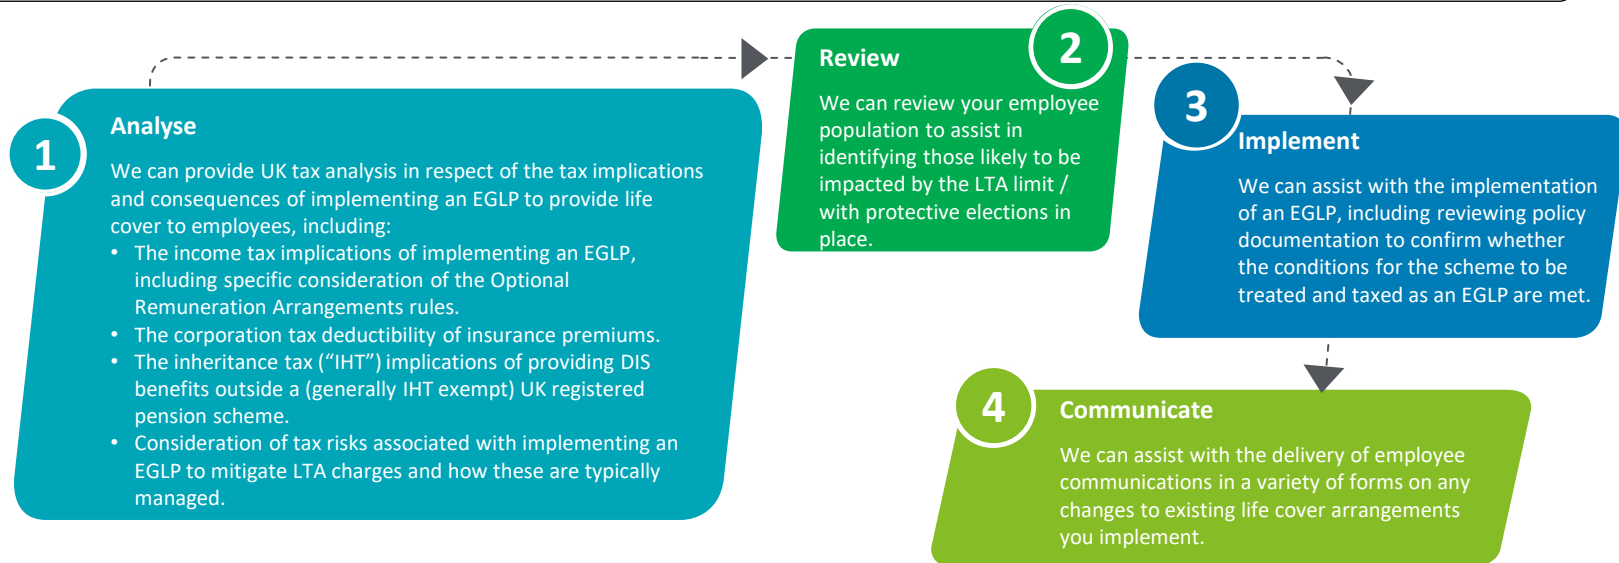 1
Analyse
We can provide UK tax analysis in respect of the tax implications
and consequences of implementing an EGLP to provide life
cover to employees, including:
• The income tax implications of implementing an EGLP,
including specific consideration of the Optional
Remuneration Arrangements rules.
• The corporation tax deductibility of insurance premiums.
• The inheritance tax (“IHT”) implications of providing DIS
benefits outside a (generally IHT exempt) UK registered
pension scheme.
• Consideration of tax risks associated with implementing an
EGLP to mitigate LTA charges and how these are typically
managed.
2
Review
We can review your employee
population to assist in
identifying those likely to be
impacted by the LTA limit /
with protective elections in
place.
3
Implement
We can assist with the implementation
of an EGLP, including reviewing policy
documentation to confirm whether
the conditions for the scheme to be
treated and taxed as an EGLP are met.
4
Communicate
We can assist with the delivery of employee
communications in a variety of forms on any
changes to existing life cover arrangements
you implement.